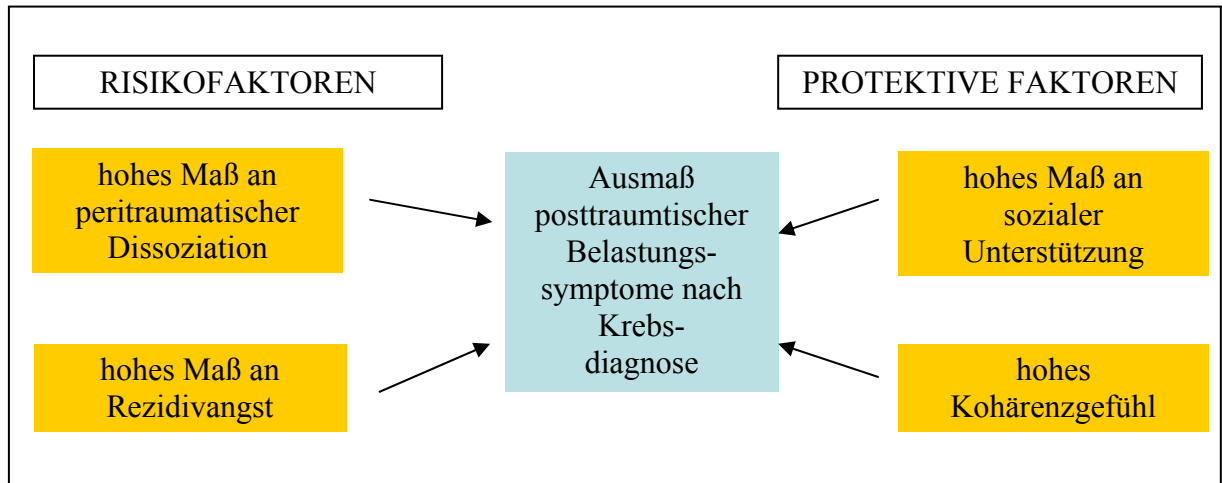 RISIKOFAKTOREN
PROTEKTIVE FAKTOREN
hohes Maß an
peritraumatischer
Dissoziation
hohes Maß an
Rezidivangst
Ausmaß
posttraumtischer
Belastungs-
symptome nach
Krebs-
diagnose
hohes Maß an
sozialer
Unterstützung
hohes
Kohärenzgefühl